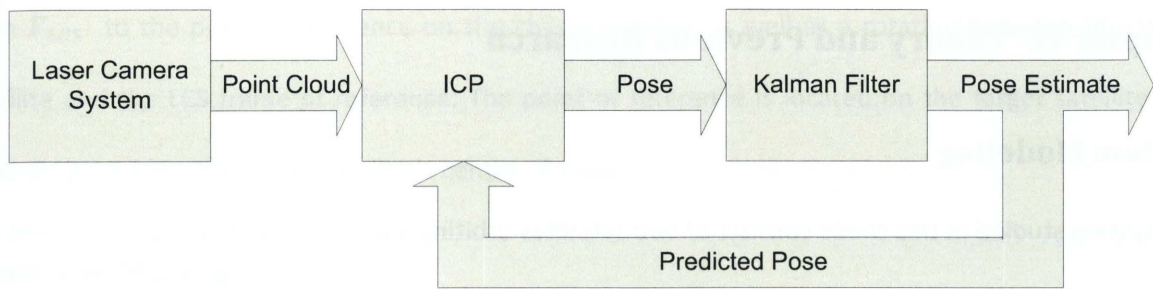 Laser Camera
System
Point Cloud
ICP
Pose
Kalman Filter
Pose Estimate
Predicted Pose